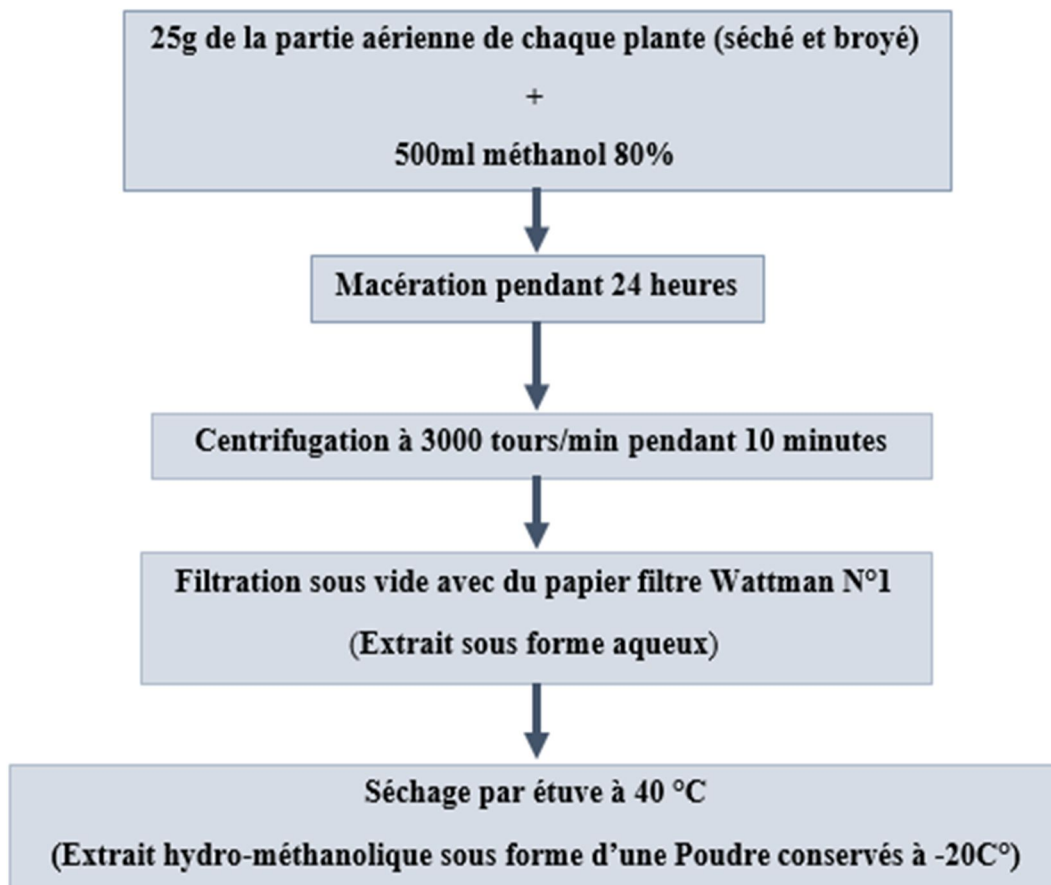 25g de la partie aérienne de chaque plante (séché et broyé)
+
500ml méthanol 80%
Macération pendant 24 heures
Centrifugation à 3000 tours/min pendant 10 minutes
Filtration sous vide avec du papier filtre Wattman N°1
(Extrait sous forme aqueux)
Séchage par étuve à 40 °C
(Extrait hydro-méthanolique sous forme d’une Poudre conservés à -20C°)